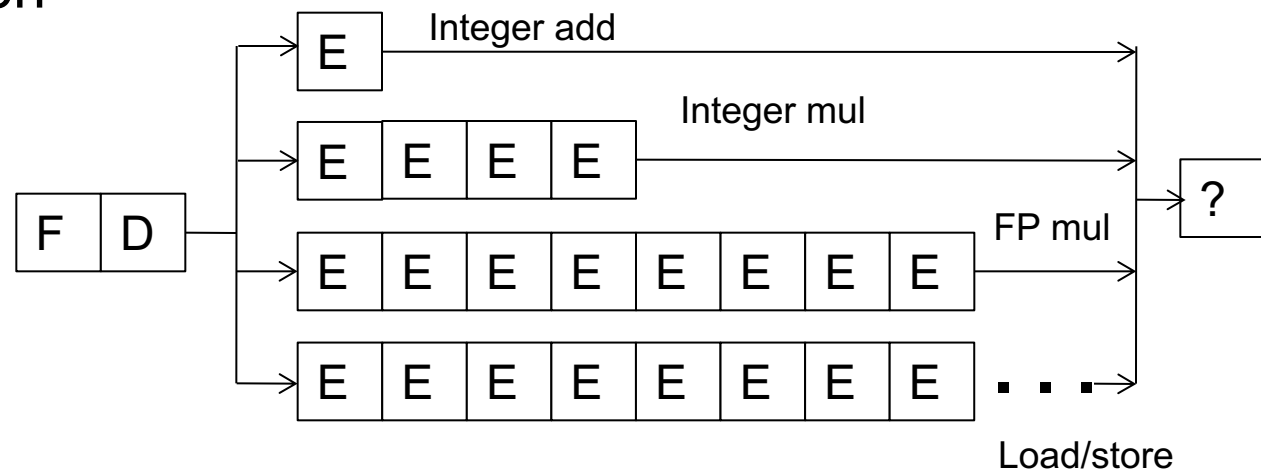 E
Integer add
E E E E
Integer mul
F D
?
E E E E E E E E
FP mul
E E E E E E E E . . .
Load/store